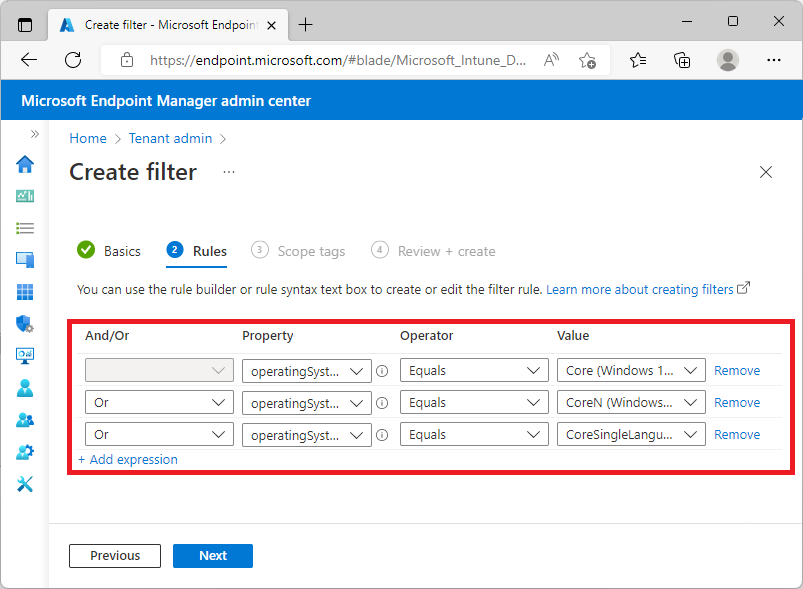 Create filter - Microsoft Endpoint
https://endpoint.microsoft.com/#blade/Microsoft_Intune_D...
Microsoft Endpoint Manager admin center
Home > Tenant admin >
Create filter ...
Basics 2 Rules 3 Scope tags 4 Review + create
You can use the rule builder or rule syntax text box to create or edit the filter rule. Learn more about creating filters
And/Or Property Operator Value
operatingSyst... Equals Core (Windows 1... Remove
Or operatingSyst... Equals CoreN (Windows... Remove
Or operatingSyst... Equals CoreSingleLangu... Remove
+ Add expression
Previous Next